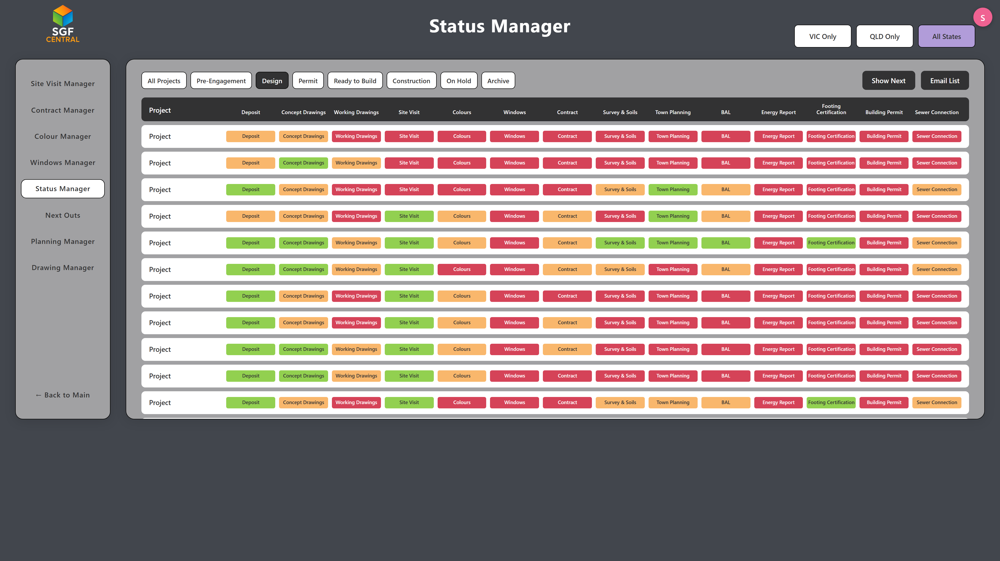 SGF
CENTRAL
Status Manager
S
VIC Only
QLD Only
All States
Site Visit Manager
Contract Manager
Colour Manager
Windows Manager
Status Manager
Next Outs
Planning Manager
Drawing Manager
← Back to Main
All Projects
Pre-Engagement
Design
Permit
Ready to Build
Construction
On Hold
Archive
Show Next
Email List
Project Deposit Concept Drawings Working Drawings Site Visit Colours Windows Contract Survey & Soils Town Planning BAL Energy Report Footing Certification Building Permit Sewer Connection
Project Deposit Concept Drawings Working Drawings Site Visit Colours Windows Contract Survey & Soils Town Planning BAL Energy Report Footing Certification Building Permit Sewer Connection
Project Deposit Concept Drawings Working Drawings Site Visit Colours Windows Contract Survey & Soils Town Planning BAL Energy Report Footing Certification Building Permit Sewer Connection
Project Deposit Concept Drawings Working Drawings Site Visit Colours Windows Contract Survey & Soils Town Planning BAL Energy Report Footing Certification Building Permit Sewer Connection
Project Deposit Concept Drawings Working Drawings Site Visit Colours Windows Contract Survey & Soils Town Planning BAL Energy Report Footing Certification Building Permit Sewer Connection
Project Deposit Concept Drawings Working Drawings Site Visit Colours Windows Contract Survey & Soils Town Planning BAL Energy Report Footing Certification Building Permit Sewer Connection
Project Deposit Concept Drawings Working Drawings Site Visit Colours Windows Contract Survey & Soils Town Planning BAL Energy Report Footing Certification Building Permit Sewer Connection
Project Deposit Concept Drawings Working Drawings Site Visit Colours Windows Contract Survey & Soils Town Planning BAL Energy Report Footing Certification Building Permit Sewer Connection
Project Deposit Concept Drawings Working Drawings Site Visit Colours Windows Contract Survey & Soils Town Planning BAL Energy Report Footing Certification Building Permit Sewer Connection
Project Deposit Concept Drawings Working Drawings Site Visit Colours Windows Contract Survey & Soils Town Planning BAL Energy Report Footing Certification Building Permit Sewer Connection
Project Deposit Concept Drawings Working Drawings Site Visit Colours Windows Contract Survey & Soils Town Planning BAL Energy Report Footing Certification Building Permit Sewer Connection
Project Deposit Concept Drawings Working Drawings Site Visit Colours Windows Contract Survey & Soils Town Planning BAL Energy Report Footing Certification Building Permit Sewer Connection